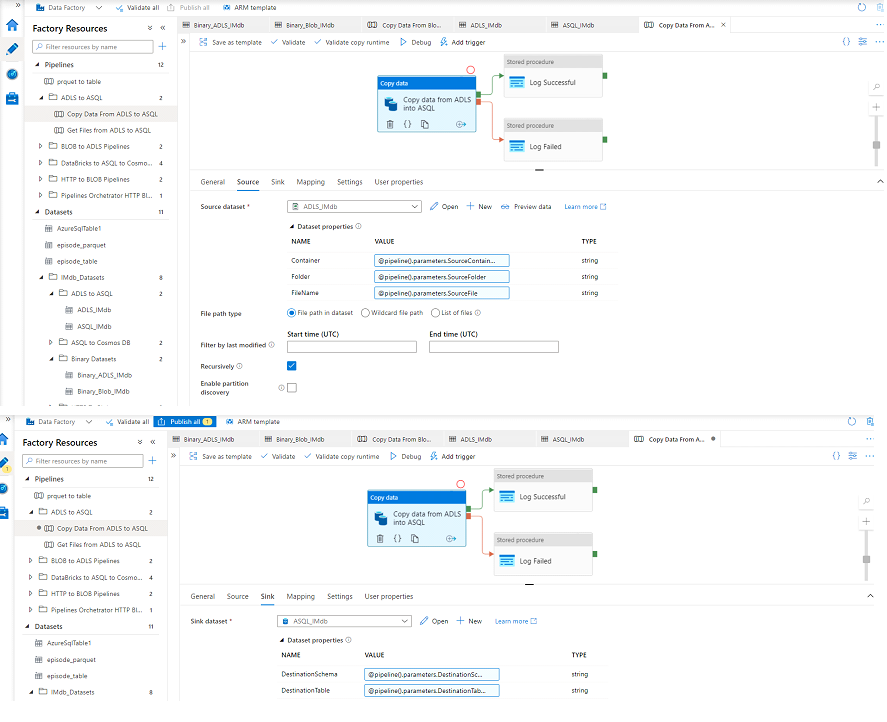 Data Factory Validate all Publish all ARM template
Factory Resources
Binary_ADLS_IMdb Binary_Blob_IMdb Copy Data From Blo... ADLS_IMdb ASQL_IMdb Copy Data From A...
Filter resources by name
Save as template Validate Validate copy runtime Debug Add trigger
Pipelines 12
prquet to table
ADLS to ASQL 2
Copy Data From ADLS to ASQL
Get Files from ADLS to ASQL
BLOB to ADLS Pipelines 2
DataBricks to ASQL to Cosmo... 4
HTTP to BLOB Pipelines 2
Pipelines Orchetrator HTTP Bl... 1
Datasets 11
AzureSqlTable1
episode_parquet
episode_table
IMdb_Datasets 8
ADLS to ASQL 2
ADLS_IMdb
ASQL_IMdb
ASQL to Cosmos DB 2
Binary Datasets 2
Binary_ADLS_IMdb
Binary_Blob_IMdb
Copy data
Copy data from ADLS
into ASQL
Stored procedure
Log Successful
Stored procedure
Log Failed
General Source Sink Mapping Settings User properties
Source dataset * ADLS_IMdb Open New Preview data Learn more
Dataset properties
NAME VALUE TYPE
Container @pipeline().parameters.SourceContain... string
Folder @pipeline().parameters.SourceFolder string
FileName @pipeline().parameters.SourceFile string
File path type File path in dataset Wildcard file path List of files
Start time (UTC) End time (UTC)
Filter by last modified
Recursively
Enable partition
discovery
Data Factory Validate all Publish all 1 ARM template
Factory Resources
Binary_ADLS_IMdb Binary_Blob_IMdb Copy Data From Blo... ADLS_IMdb ASQL_IMdb Copy Data From A...
Filter resources by name
Save as template Validate Validate copy runtime Debug Add trigger
1
Pipelines 12
prquet to table
ADLS to ASQL 2
Copy Data From ADLS to ASQL
Get Files from ADLS to ASQL
BLOB to ADLS Pipelines 2
DataBricks to ASQL to Cosmo... 4
HTTP to BLOB Pipelines 2
Pipelines Orchetrator HTTP Bl... 1
Datasets 11
AzureSqlTable1
episode_parquet
episode_table
IMdb_Datasets 8
Copy data
Copy data from ADLS
into ASQL
Stored procedure
Log Successful
Stored procedure
Log Failed
General Source Sink Mapping Settings User properties
Sink dataset * ASQL_IMdb Open New Learn more
Dataset properties
NAME VALUE TYPE
DestinationSchema @pipeline().parameters.DestinationSc... string
DestinationTable @pipeline().parameters.DestinationTab... string